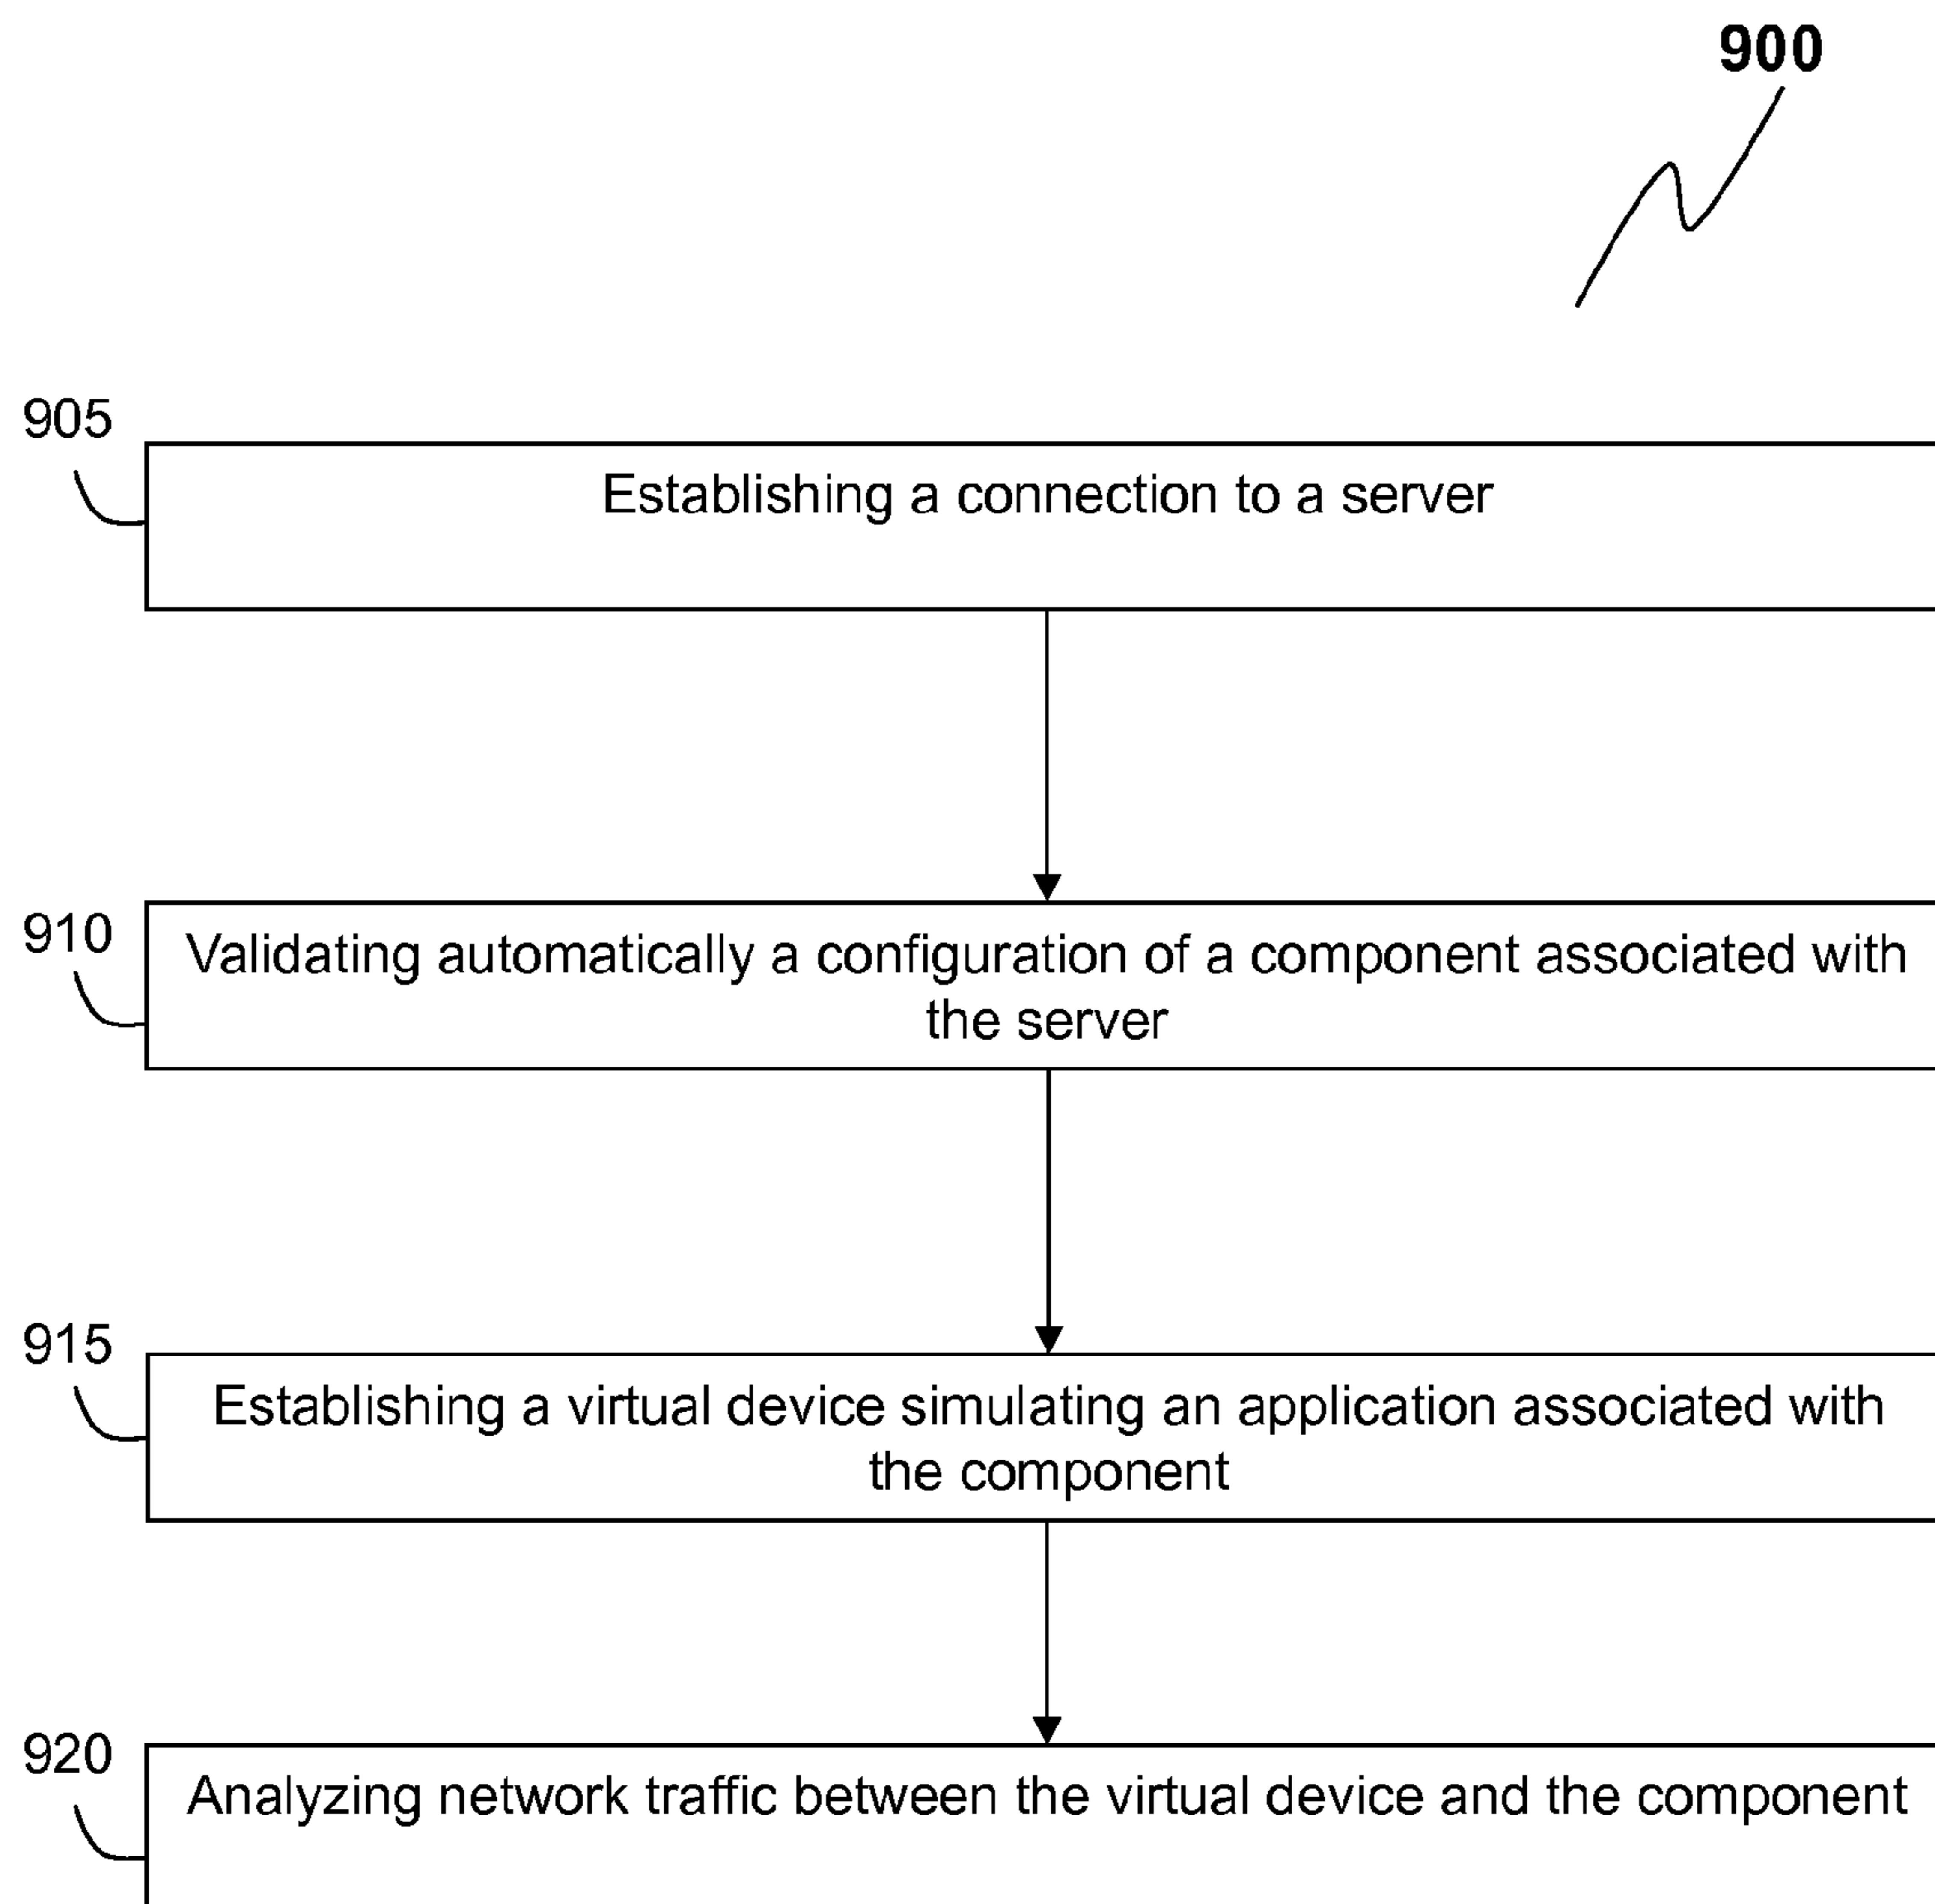 900
905
Establishing a connection to a server
910
Validating automatically a configuration of a component associated with
the server
915
Establishing a virtual device simulating an application associated with
the component
920
Analyzing network traffic between the virtual device and the component